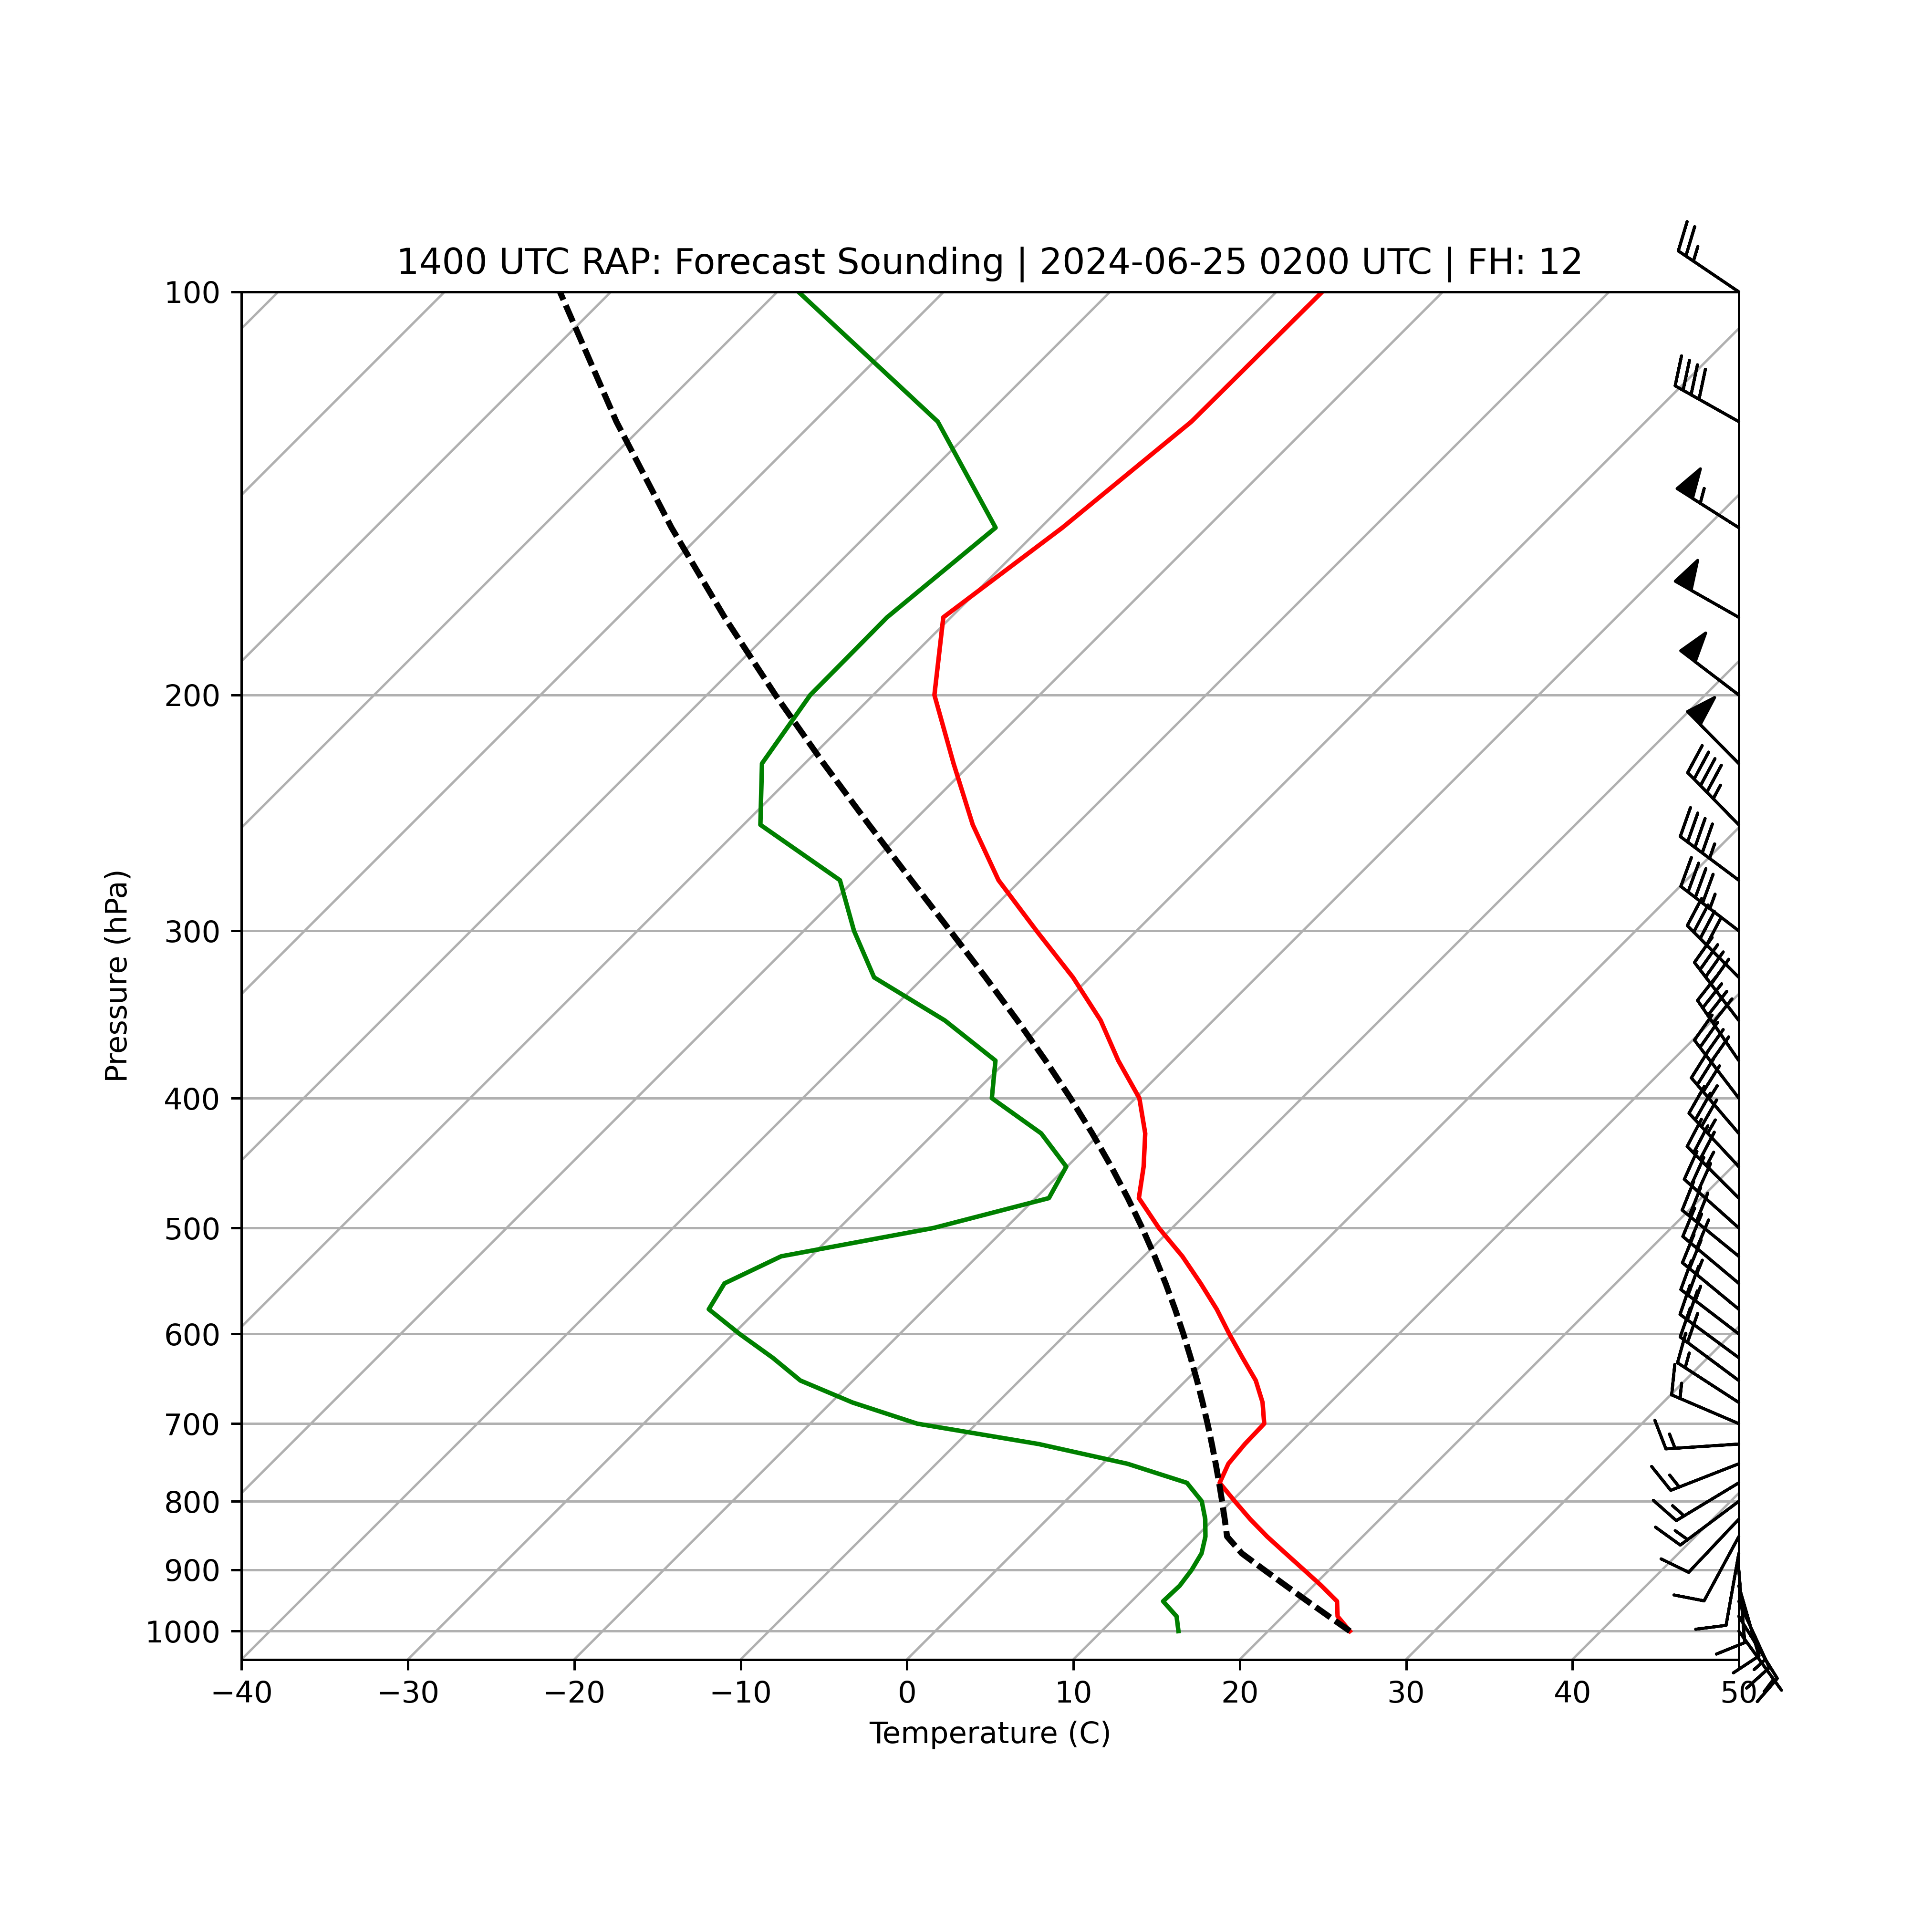 1400 UTC RAP: Forecast Sounding | 2024-06-25 0200 UTC | FH: 12
100
200
300
400
500
600
700
800
900
1000
Pressure (hPa)
−40 −30 −20 −10 0 10 20 30 40 50
Temperature (C)